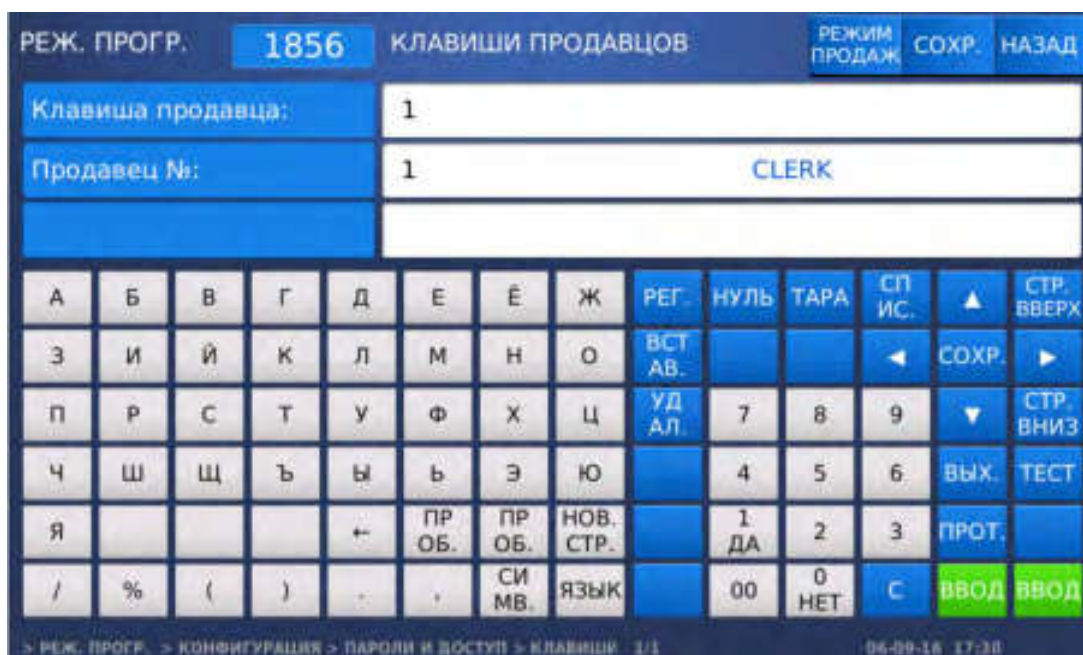 РЕЖ. ПРОГР. 1856 КЛАВИШИ ПРОДАВЦОВ РЕЖИМ ПРОДАЖ СОХР. НАЗАД
Клавиша продавца: 1
Продавец №: 1 CLERK
А Б В Г Д Е Ё Ж РЕГ. НУЛЬ ТАРА СП ИС. ▲ СТР. ВВЕРХ
З И Й К Л М Н О ВСТ АВ. ◄ СОХР. ►
П Р С Т У Ф Х Ц УД АЛ. 7 8 9 ▼ СТР. ВНИЗ
Ч Ш Щ Ъ Ы Ь Э Ю 4 5 6 ВЫХ. ТЕСТ
Я ← ПР ОБ. ПР ОБ. НОВ. СТР. 1 ДА 2 3 ПРОТ.
/ % ( ) . , СИ МВ. ЯЗЫК 00 0 НЕТ С ВВОД ВВОД
> РЕЖ. ПРОГР. > КОНФИГУРАЦИЯ > ПАРОЛИ И ДОСТУП > КЛАВИШИ 1/1 06-09-16 17:30